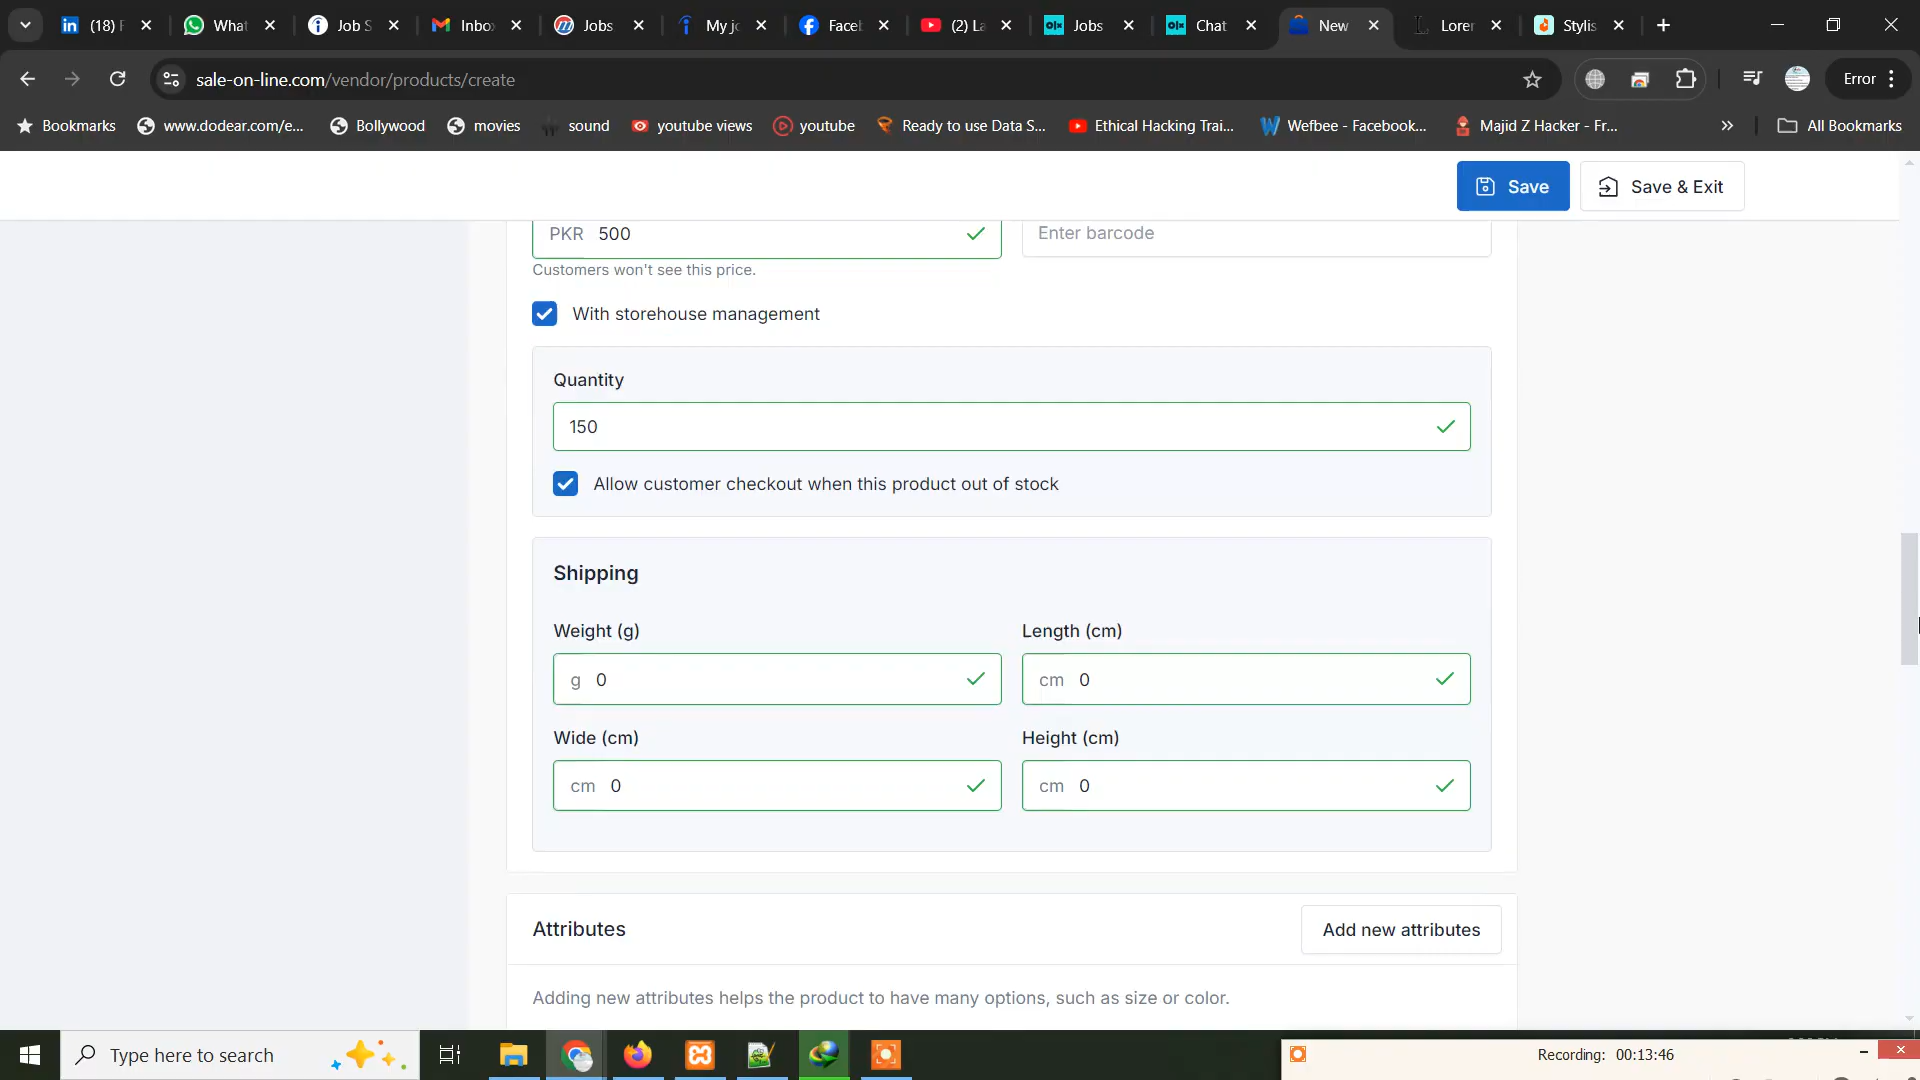 (18) F
What
Job S
Inbo
Jobs
My jo
Face
(2) La
Jobs
Chat
New
Lorer
Stylis
sale-on-line.com/vendor/products/create
Error
Bookmarks
www.dodear.com/e...
Bollywood
movies
sound
youtube views
youtube
Ready to use Data S...
Ethical Hacking Trai...
Wefbee - Facebook...
Majid Z Hacker - Fr...
All Bookmarks
Save
Save & Exit
PKR 500
Enter barcode
Customers won't see this price.
With storehouse management
Quantity
150
Allow customer checkout when this product out of stock
Shipping
Weight (g)
Length (cm)
g 0
cm 0
Wide (cm)
Height (cm)
cm 0
cm 0
Attributes
Add new attributes
Adding new attributes helps the product to have many options, such as size or color.
Type here to search
Recording: 00:13:46